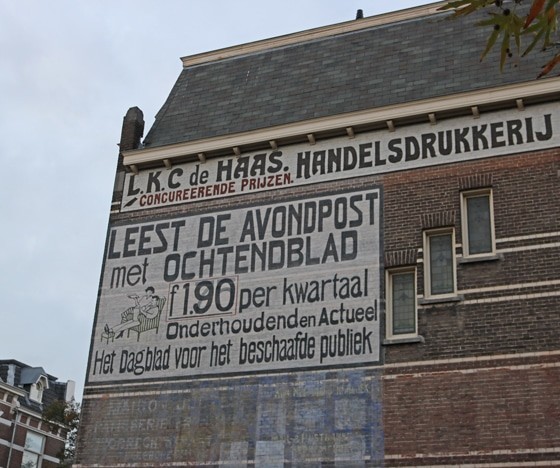 L.K.C de HAAS. HANDELSDRUKKERIJ
CONCUREERENDE PRIJZEN.
LEEST DE AVONDPOST
met OCHTENDBLAD
f1.90 per kwartaal
Onderhoudend en Actueel
Het Dagblad voor het beschaafde publiek